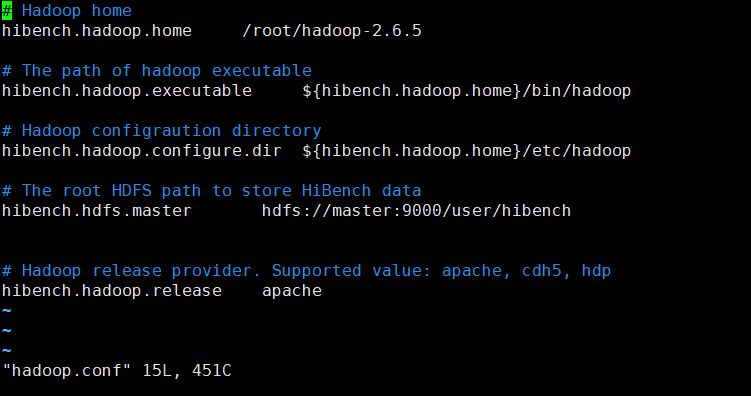 # Hadoop home
hibench.hadoop.home     /root/hadoop-2.6.5
# The path of hadoop executable
hibench.hadoop.executable     ${hibench.hadoop.home}/bin/hadoop
# Hadoop configraution directory
hibench.hadoop.configure.dir  ${hibench.hadoop.home}/etc/hadoop
# The root HDFS path to store HiBench data
hibench.hdfs.master       hdfs://master:9000/user/hibench
# Hadoop release provider. Supported value: apache, cdh5, hdp
hibench.hadoop.release    apache
~
~
~
"hadoop.conf" 15L, 451C